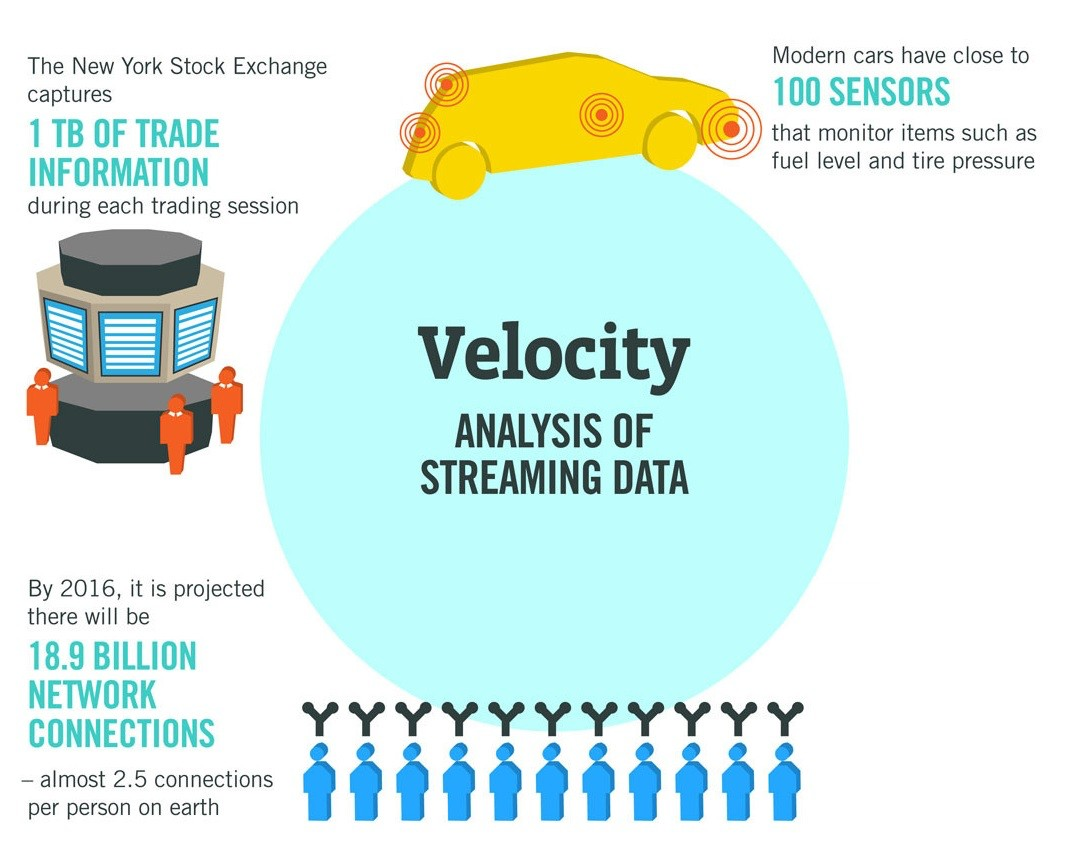 The New York Stock Exchange
captures
1 TB OF TRADE
INFORMATION
during each trading session
Modern cars have close to
100 SENSORS
that monitor items such as
fuel level and tire pressure
Velocity
ANALYSIS OF
STREAMING DATA
By 2016, it is projected
there will be
18.9 BILLION
NETWORK
CONNECTIONS
– almost 2.5 connections
per person on earth